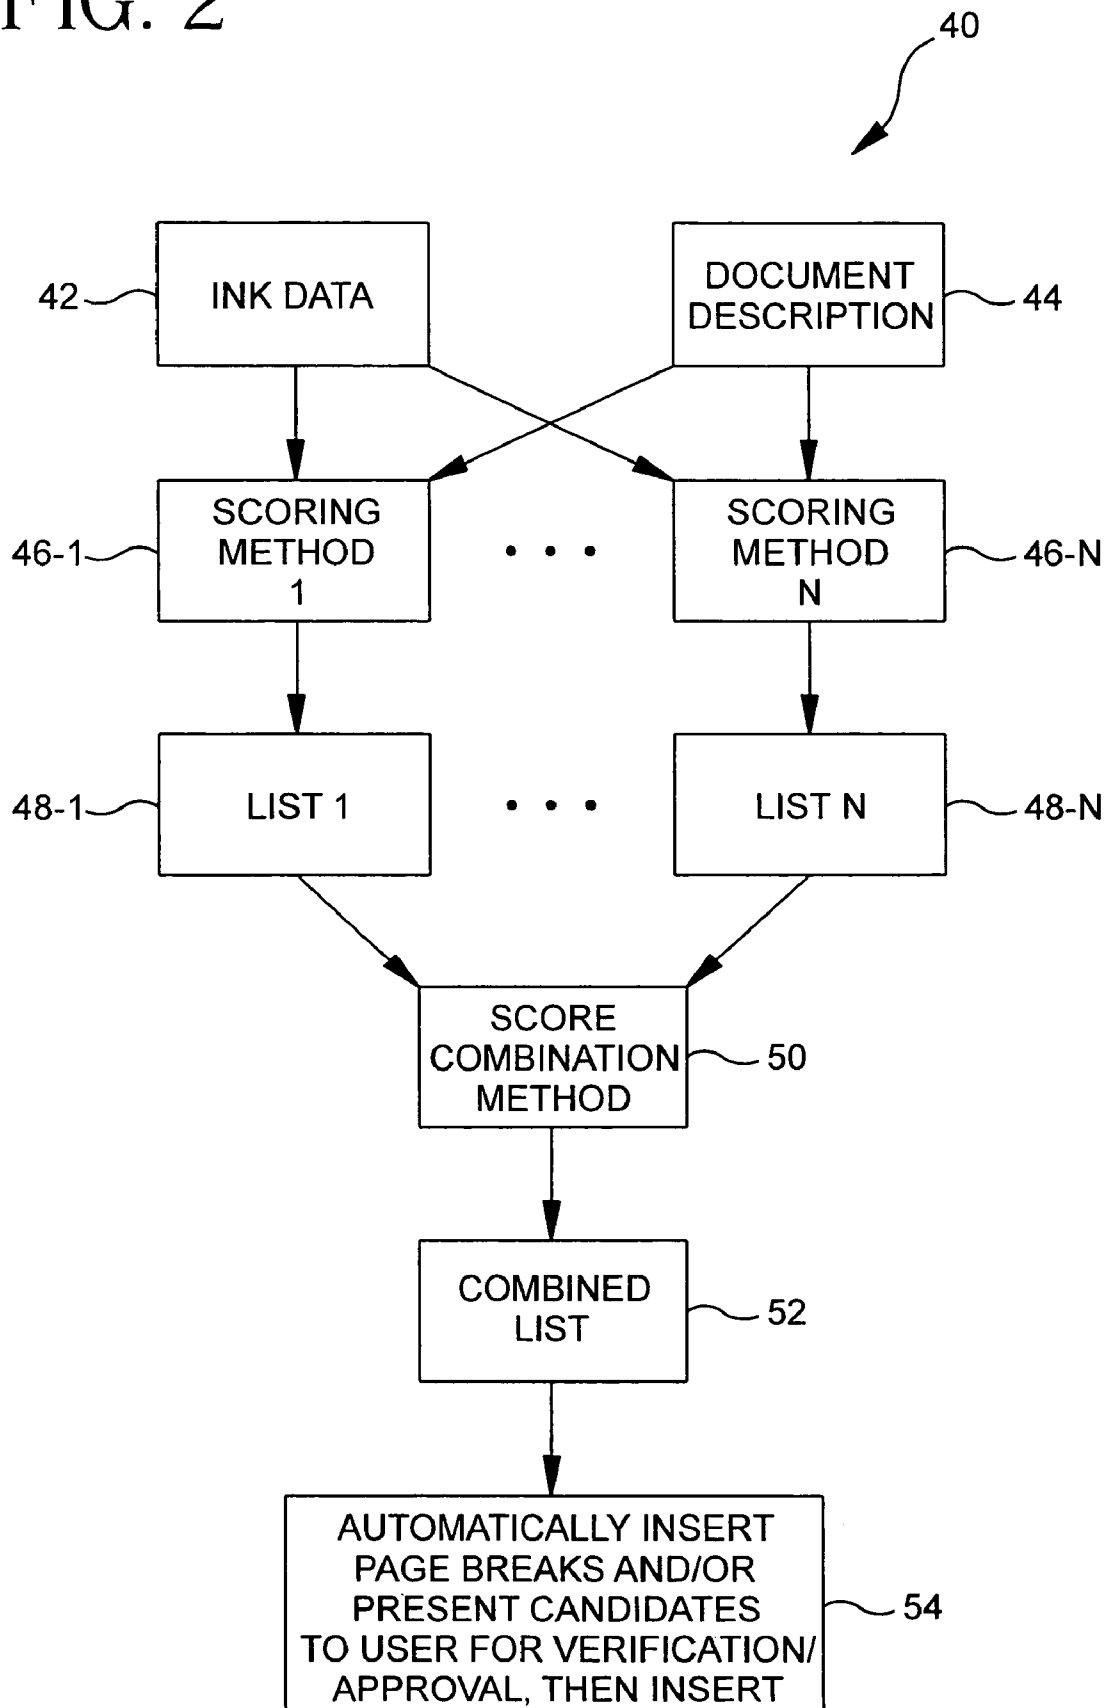 FIG. 2
40
INK DATA
42
DOCUMENT
DESCRIPTION
44
SCORING
METHOD
1
46-1
SCORING
METHOD
N
46-N
LIST 1
48-1
LIST N
48-N
SCORE
COMBINATION
METHOD
50
COMBINED
LIST
52
AUTOMATICALLY INSERT
PAGE BREAKS AND/OR
PRESENT CANDIDATES
TO USER FOR VERIFICATION/
APPROVAL, THEN INSERT
54